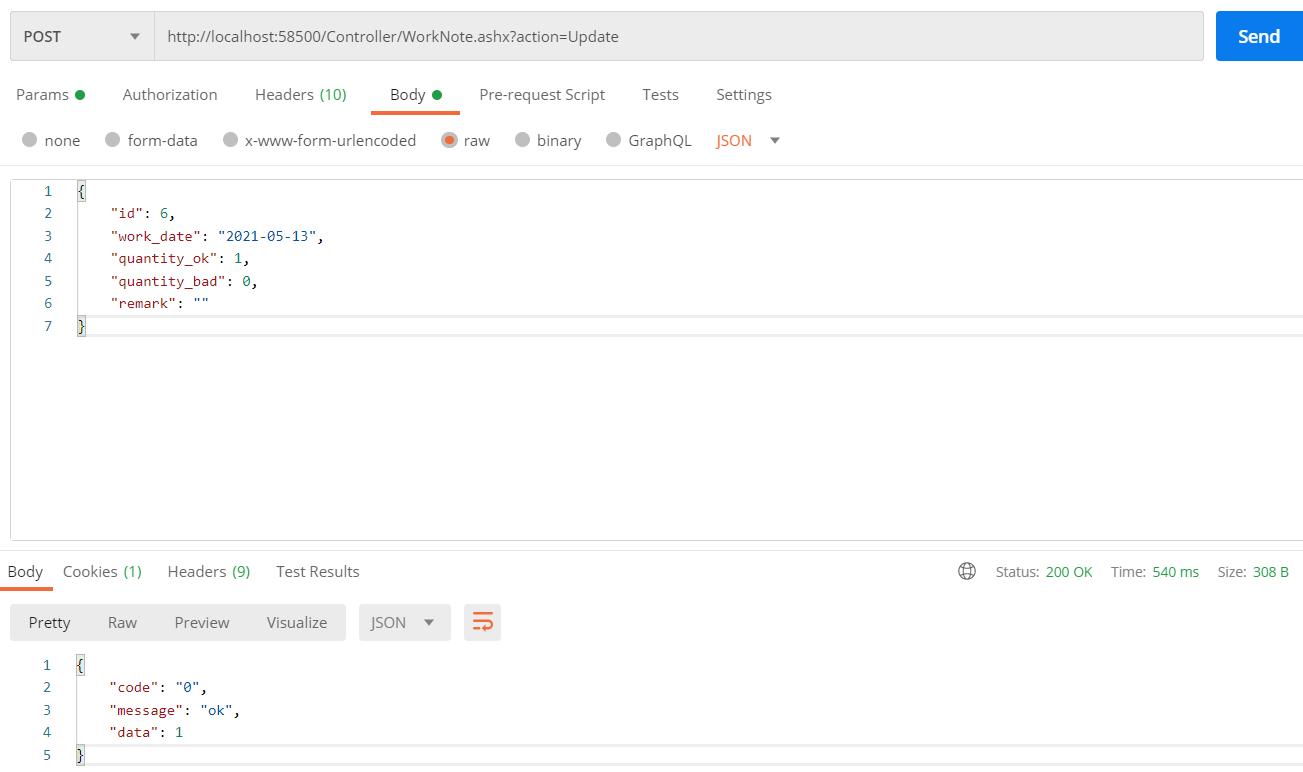 POST http://localhost:58500/Controller/WorkNote.ashx?action=Update Send
Params Authorization Headers (10) Body Pre-request Script Tests Settings
none form-data x-www-form-urlencoded raw binary GraphQL JSON
1 {
2 "id": 6,
3 "work_date": "2021-05-13",
4 "quantity_ok": 1,
5 "quantity_bad": 0,
6 "remark": ""
7 }
Body Cookies (1) Headers (9) Test Results Status: 200 OK Time: 540 ms Size: 308 B
Pretty Raw Preview Visualize JSON
1 {
2 "code": "0",
3 "message": "ok",
4 "data": 1
5 }